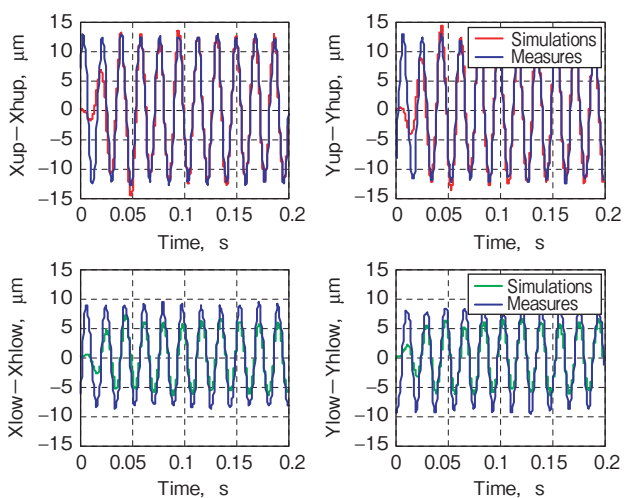 Xup−Xhup, μm
15
10
5
0
−5
−10
−15
0 0.05 0.1 0.15 0.2
Time, s
Yup−Yhup, μm
15
10
5
0
−5
−10
−15
0 0.05 0.1 0.15 0.2
Time, s
Simulations
Measures
Xlow−Xhlow, μm
15
10
5
0
−5
−10
−15
0 0.05 0.1 0.15 0.2
Time, s
Ylow−Yhlow, μm
15
10
5
0
−5
−10
−15
0 0.05 0.1 0.15 0.2
Time, s
Simulations
Measures